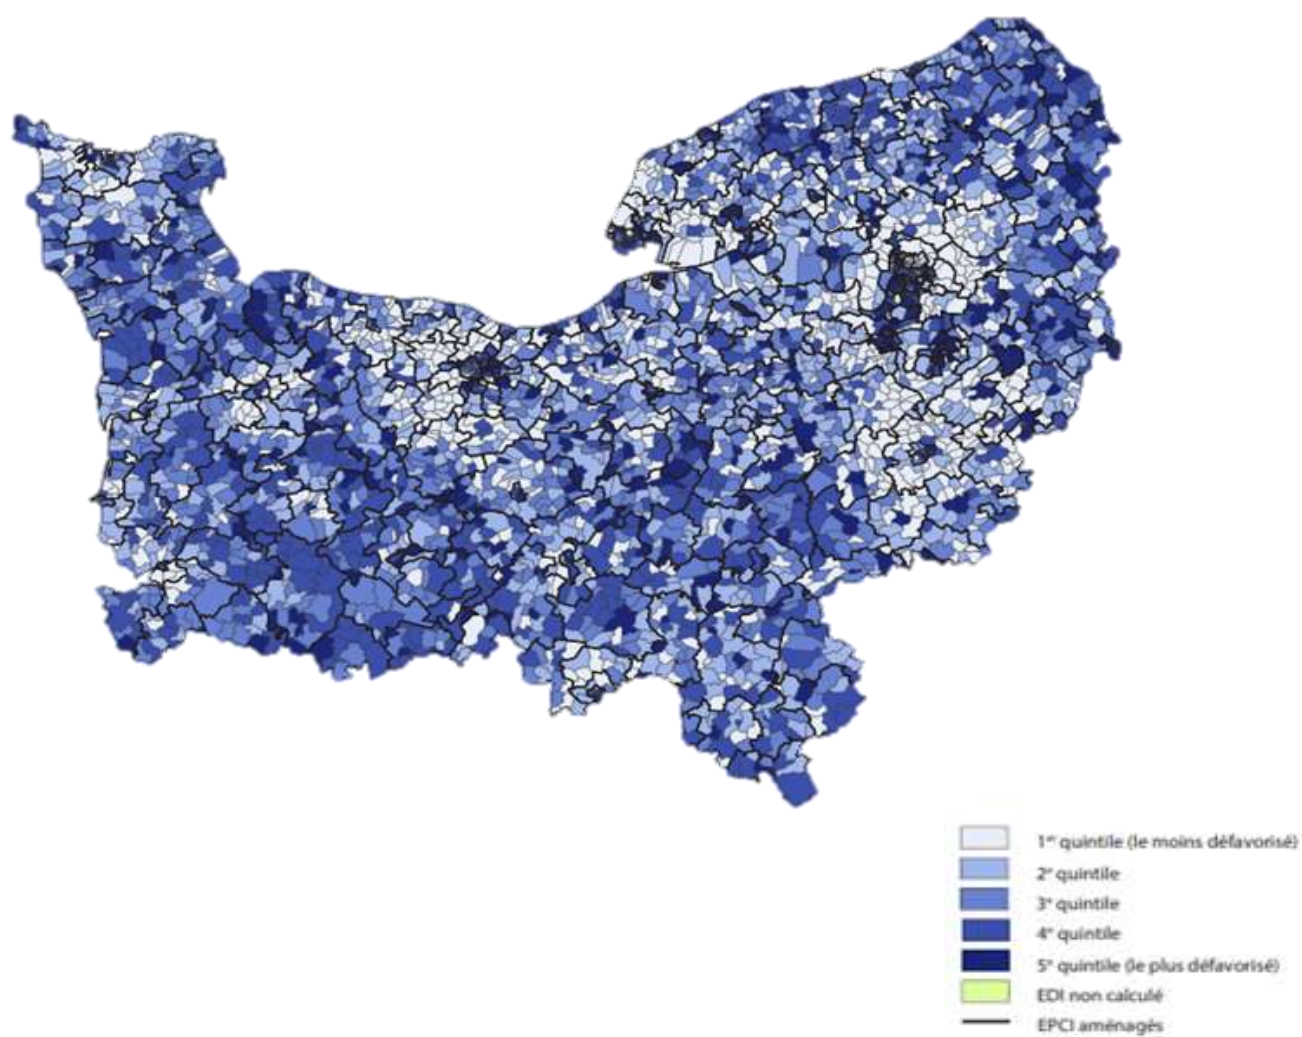 1er quintile (le moins défavorisé)
2e quintile
3e quintile
4e quintile
5e quintile (le plus défavorisé)
EDI non calculé
EPCI aménagés